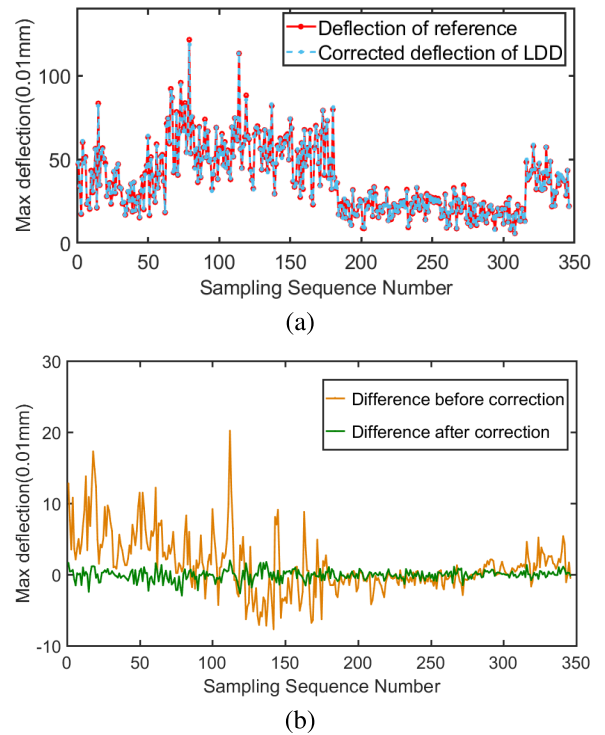 Deflection of reference
Corrected deflection of LDD
Max deflection(0.01mm)
100
50
0
0 50 100 150 200 250 300 350
Sampling Sequence Number
(a)
30
20
10
0
-10
Max deflection(0.01mm)
Difference before correction
Difference after correction
0 50 100 150 200 250 300 350
Sampling Sequence Number
(b)